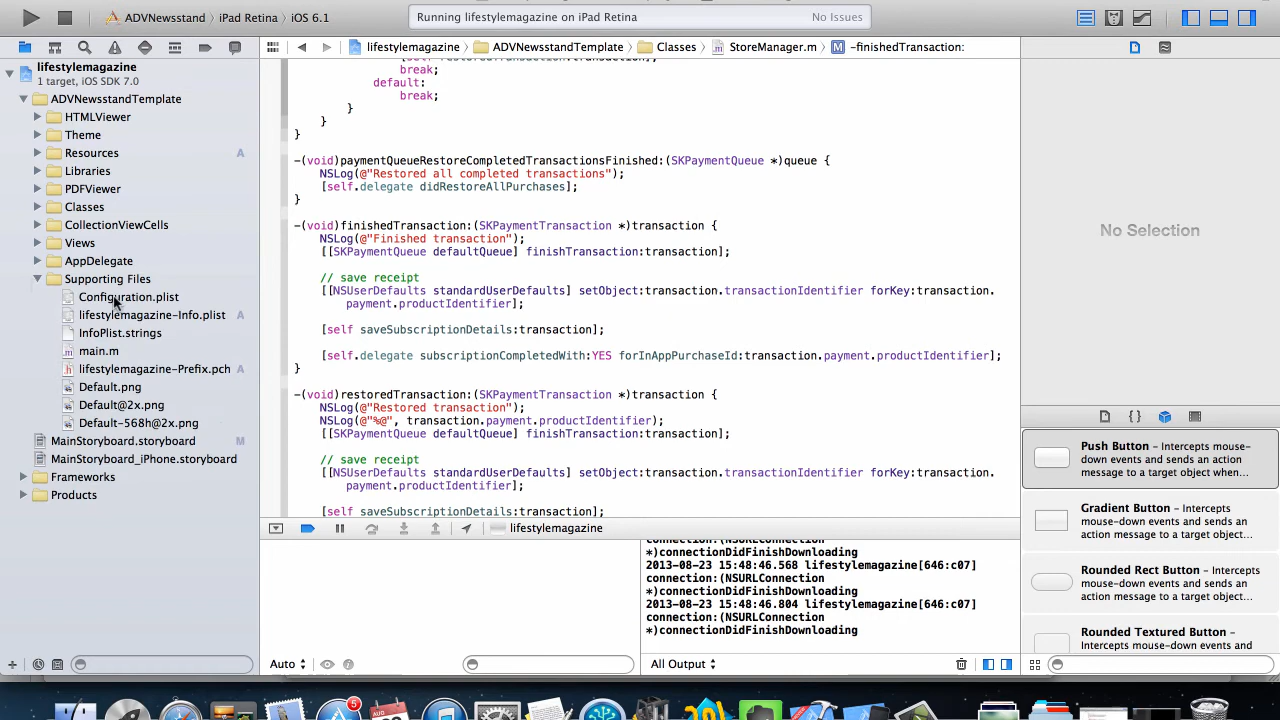 ADVNewsstand
iPad Retina
iOS 6.1
Running lifestylemagazine on iPad Retina
No Issues
lifestylemagazine
ADVNewsstandTemplate
Classes
StoreManager.m
M
-finishedTransaction:
lifestylemagazine
1 target, iOS SDK 7.0
ADVNewsstandTemplate
HTMLViewer
Theme
Resources
A
Libraries
PDFViewer
Classes
CollectionViewCells
Views
AppDelegate
Supporting Files
Configuration.plist
lifestylemagazine-Info.plist
A
InfoPlist.strings
main.m
lifestylemagazine-Prefix.pch
A
Default.png
Default@2x.png
Default-568h@2x.png
MainStoryboard.storyboard
M
MainStoryboard_iPhone.storyboard
Frameworks
Products
break;
default:
break;
}
}
}
-(void)paymentQueueRestoreCompletedTransactionsFinished:(SKPaymentQueue *)queue {
NSLog(@"Restored all completed transactions");
[self.delegate didRestoreAllPurchases];
}
-(void)finishedTransaction:(SKPaymentTransaction *)transaction {
NSLog(@"Finished transaction");
[[SKPaymentQueue defaultQueue] finishTransaction:transaction];
// save receipt
[[NSUserDefaults standardUserDefaults] setObject:transaction.transactionIdentifier forKey:transaction.
payment.productIdentifier];
[self saveSubscriptionDetails:transaction];
[self.delegate subscriptionCompletedWith:YES forInAppPurchaseId:transaction.payment.productIdentifier];
}
-(void)restoredTransaction:(SKPaymentTransaction *)transaction {
NSLog(@"Restored transaction");
NSLog(@"%@", transaction.payment.productIdentifier);
[[SKPaymentQueue defaultQueue] finishTransaction:transaction];
// save receipt
[[NSUserDefaults standardUserDefaults] setObject:transaction.transactionIdentifier forKey:transaction.
payment.productIdentifier];
[self saveSubscriptionDetails:transaction];
lifestylemagazine
connection:(NSURLConnection
*)connectionDidFinishDownloading
2013-08-23 15:48:46.568 lifestylemagazine[646:c07]
connection:(NSURLConnection
*)connectionDidFinishDownloading
2013-08-23 15:48:46.804 lifestylemagazine[646:c07]
connection:(NSURLConnection
*)connectionDidFinishDownloading
Auto
All Output
No Selection
Push Button – Intercepts mouse-
down events and sends an
action message to a target object when...
Gradient Button – Intercepts
mouse-down events and sends an
action message to a target object...
Rounded Rect Button – Intercepts
mouse-down events and sends an
action message to a target object...
Rounded Textured Button –
Intercepts mouse-down events and
5
AUG